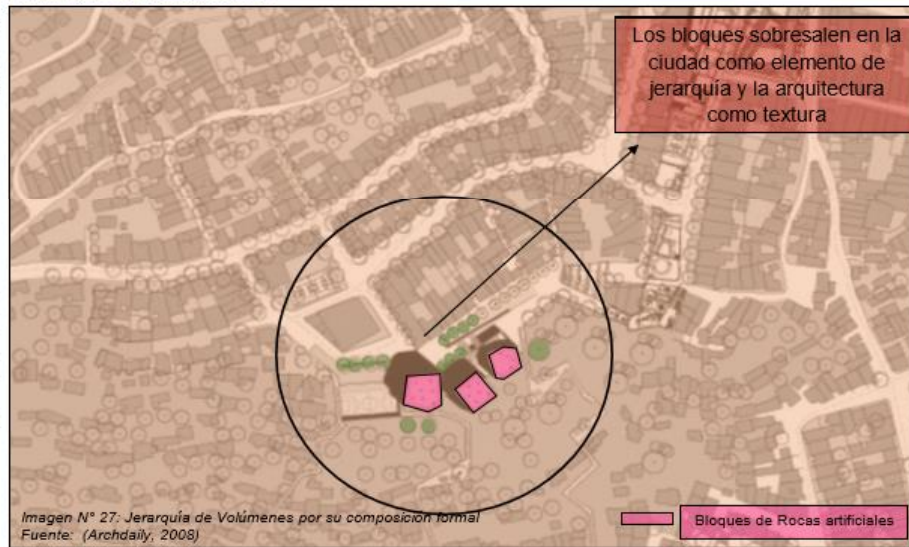 Los bloques sobresalen en la
ciudad como elemento de
jerarquía y la arquitectura
como textura
Imagen N° 27: Jerarquía de Volúmenes por su composición formal
Fuente: (Archdaily, 2008)
Bloques de Rocas artificiales